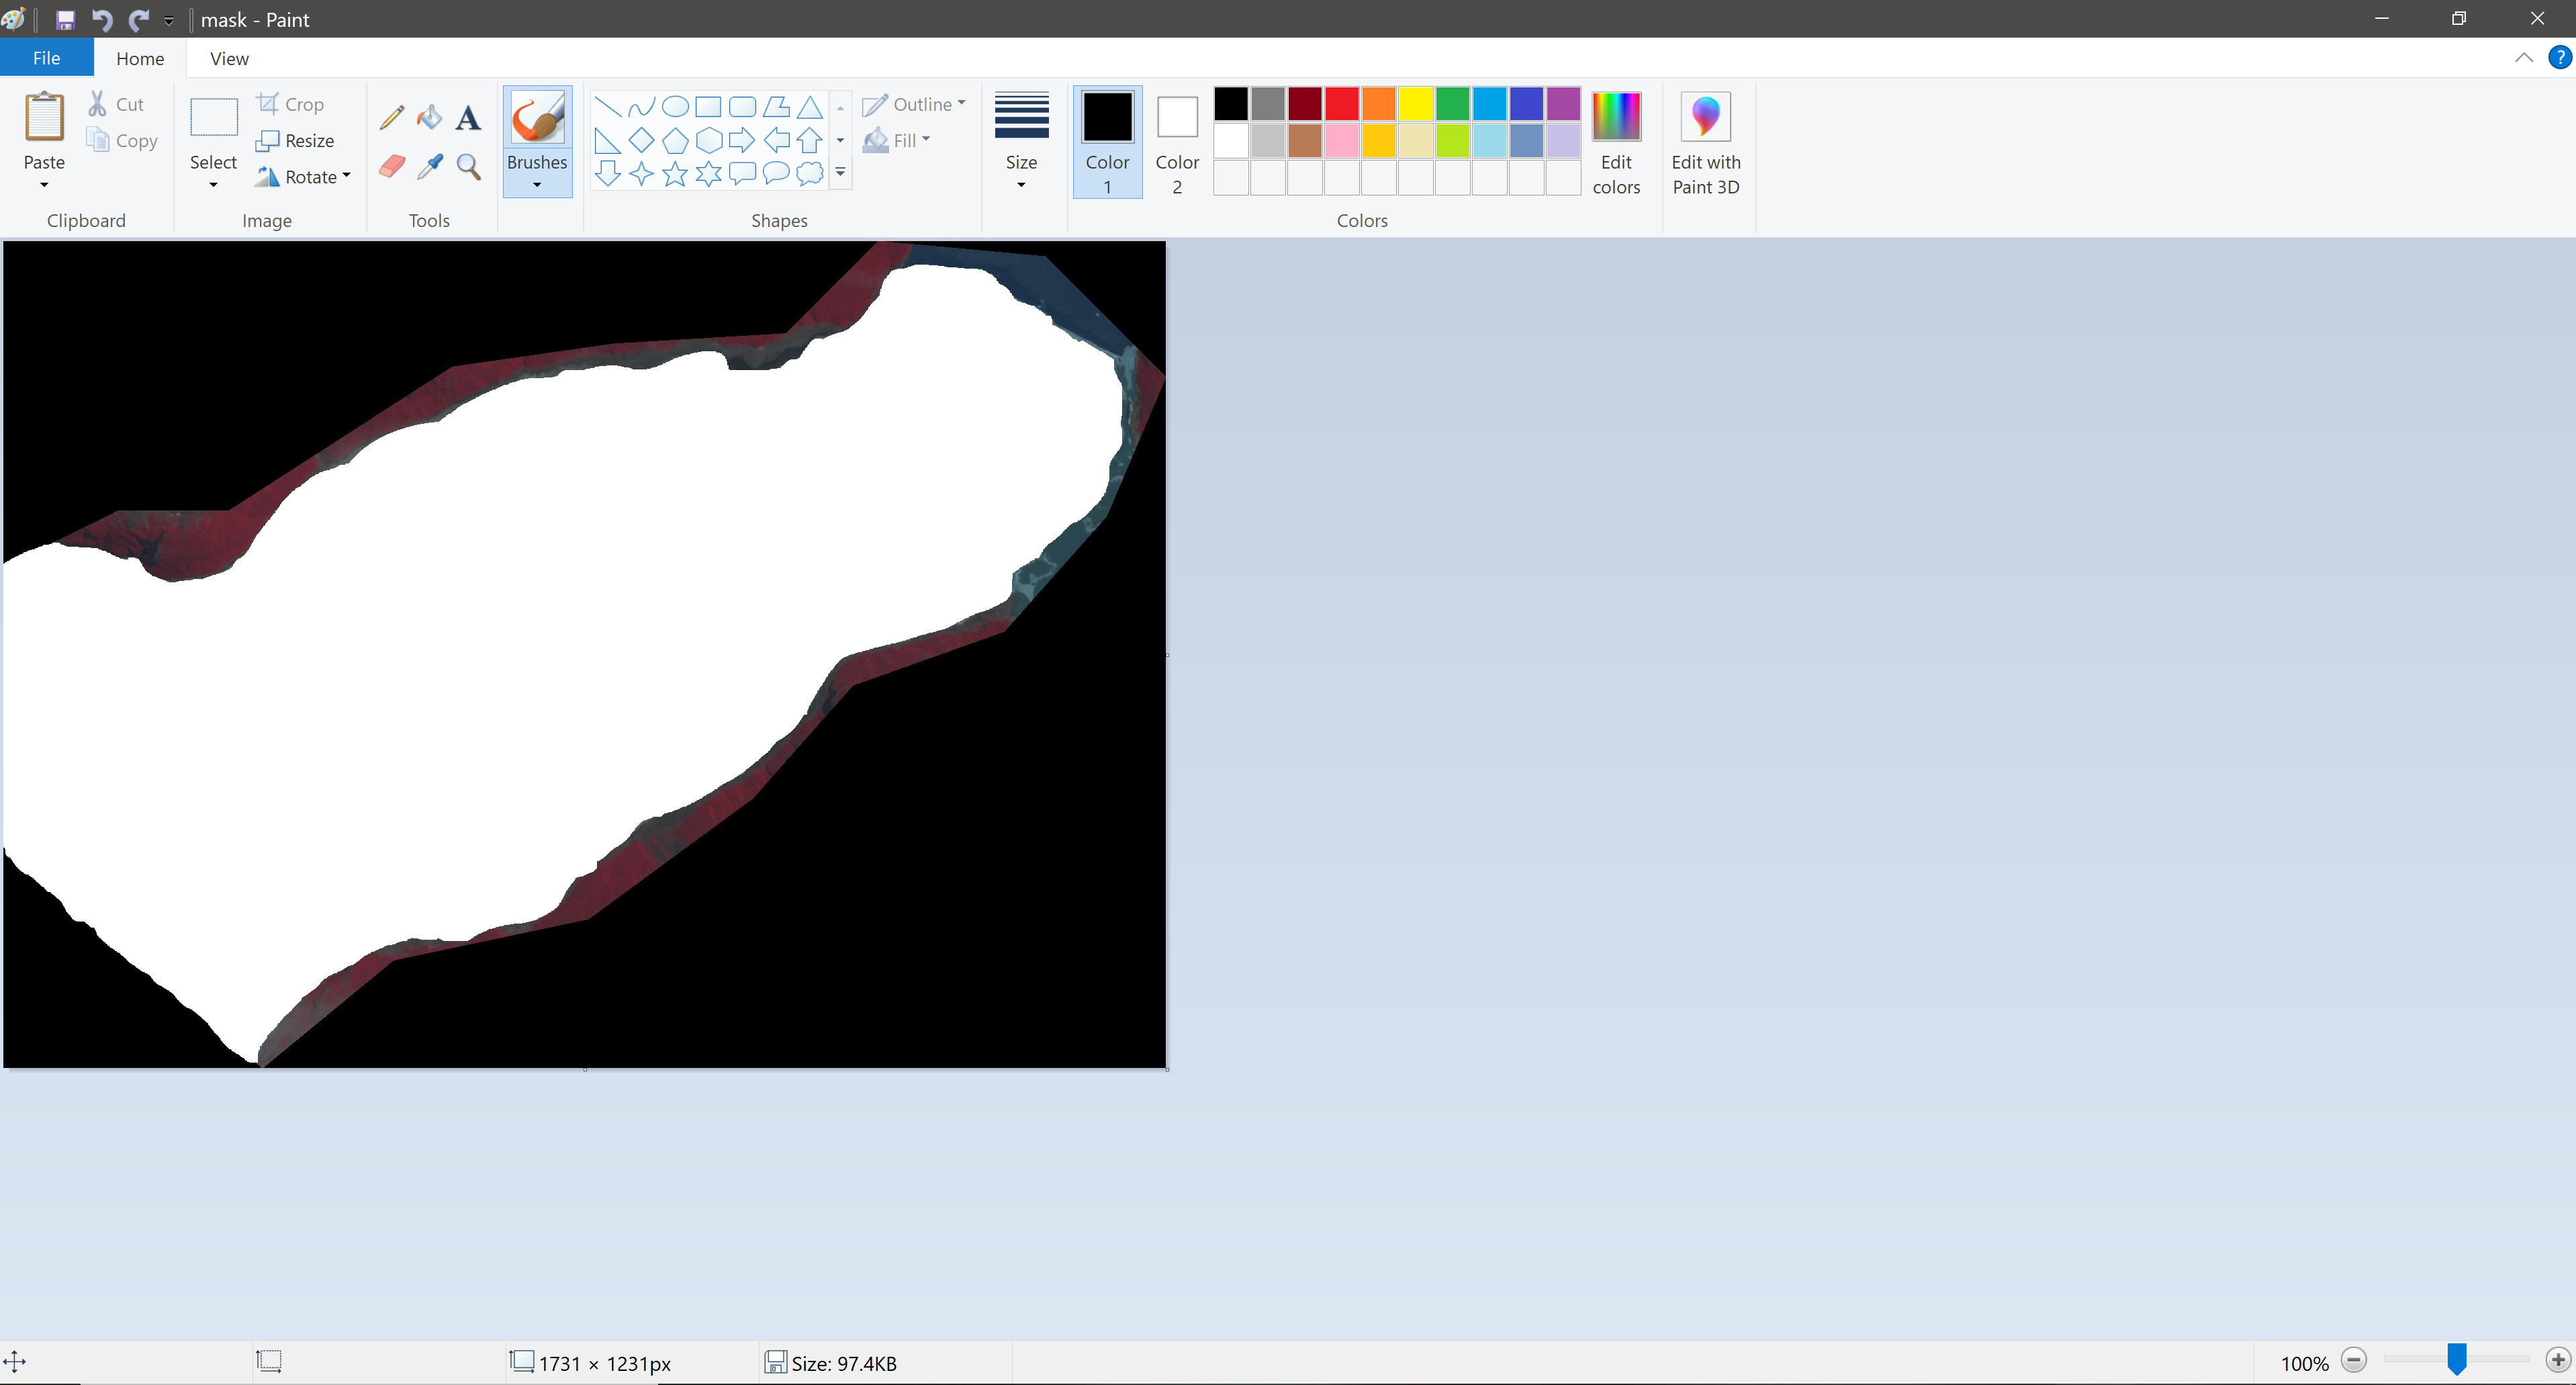 mask - Paint
File
Home
View
Paste
Cut
Copy
Clipboard
Select
Crop
Resize
Rotate
Image
A
Tools
Brushes
Shapes
Outline
Fill
Size
Color
1
Color
2
Colors
Edit
colors
Edit with
Paint 3D
?
1731 × 1231px
Size: 97.4KB
100%